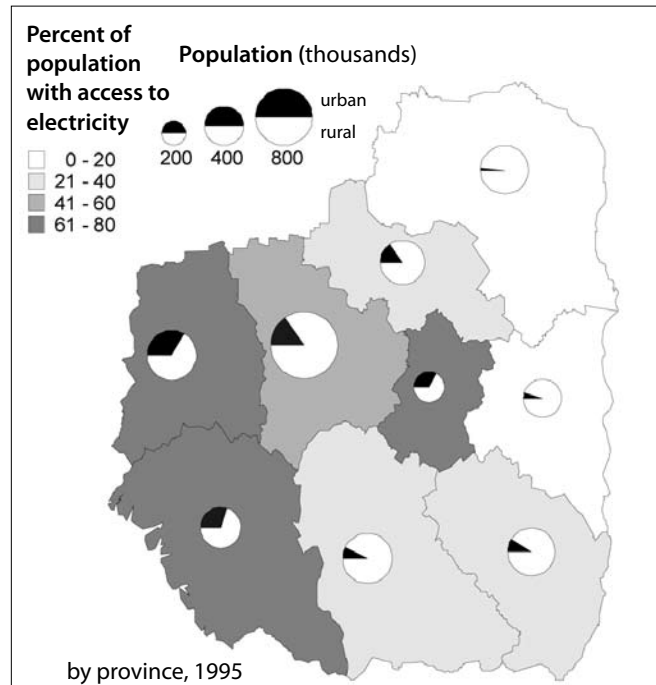 Percent of
population
with access to
electricity
0 - 20
21 - 40
41 - 60
61 - 80
Population (thousands)
urban
rural
200 400 800
by province, 1995